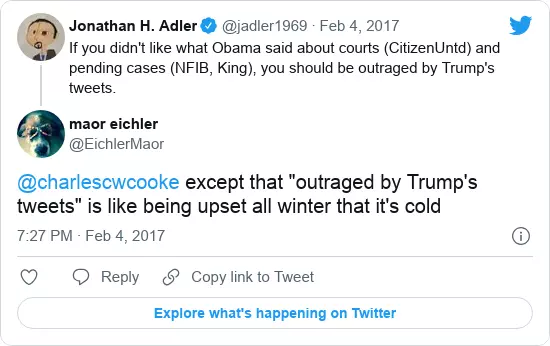 Jonathan H. Adler @jadler1969 · Feb 4, 2017
If you didn't like what Obama said about courts (CitizenUntd) and
pending cases (NFIB, King), you should be outraged by Trump's
tweets.
maor eichler
@EichlerMaor
@charlescwcooke except that "outraged by Trump's
tweets" is like being upset all winter that it's cold
7:27 PM · Feb 4, 2017
Reply Copy link to Tweet
Explore what's happening on Twitter